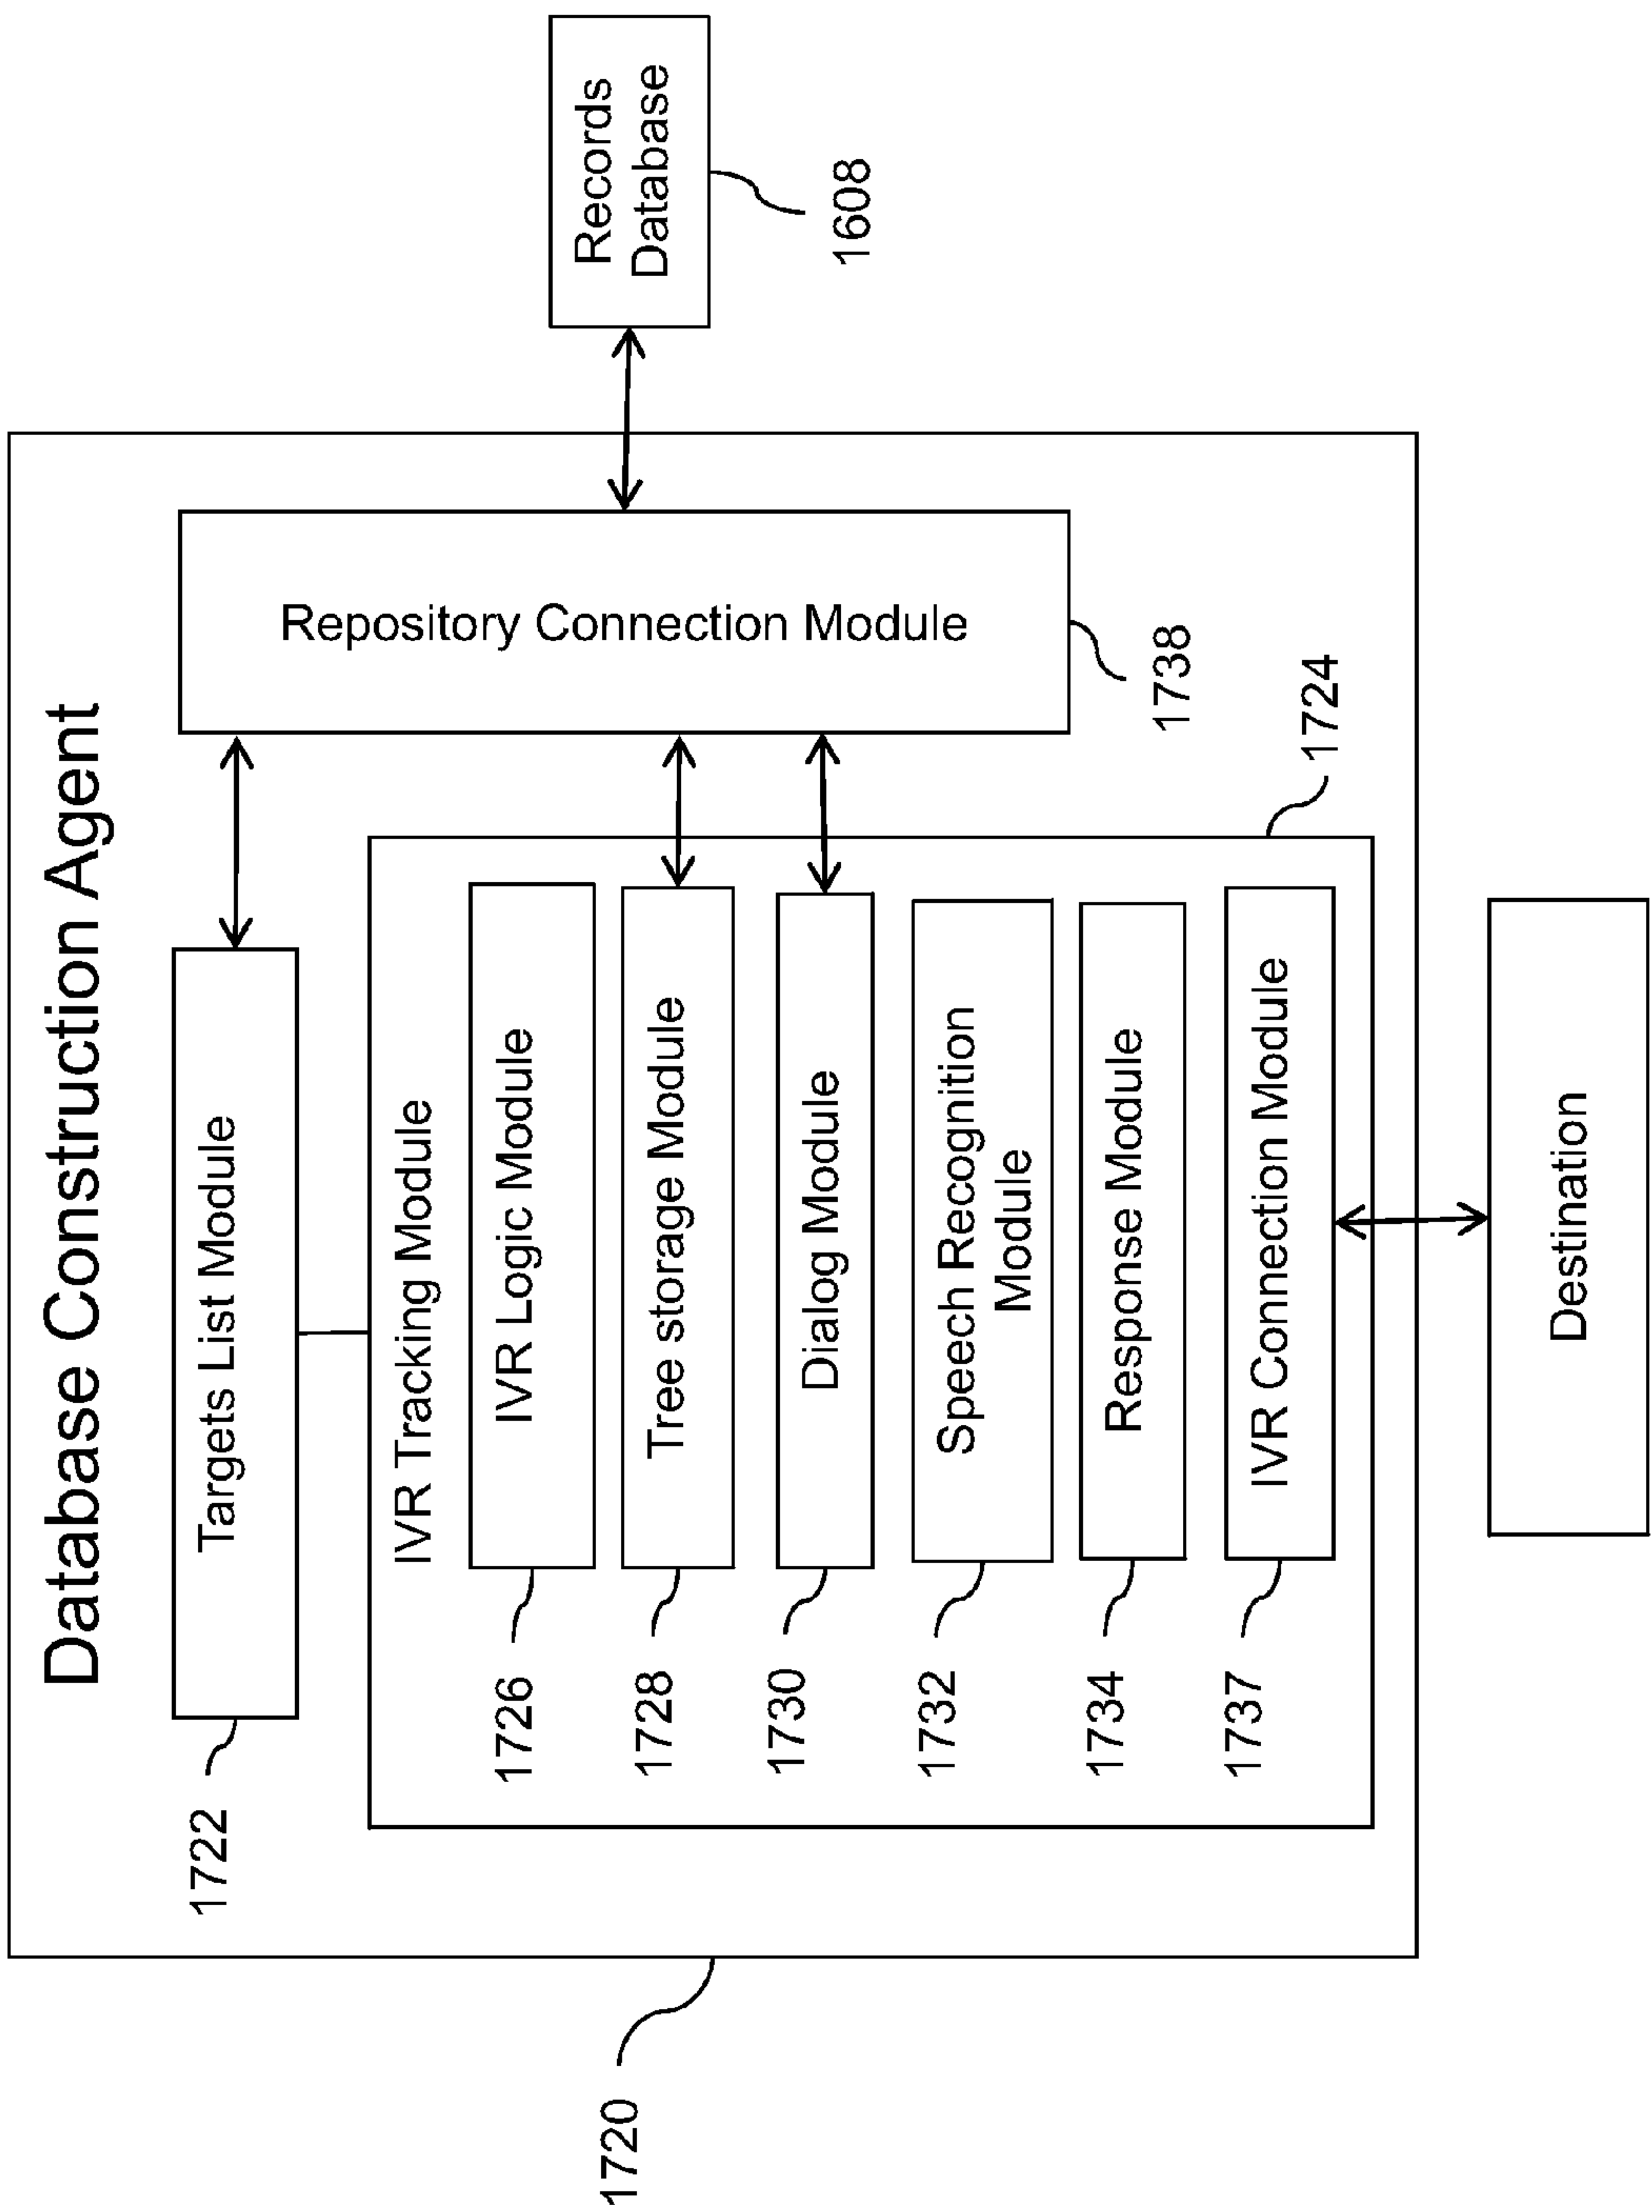 Database Construction Agent
1722
Targets List Module
IVR Tracking Module
1726
IVR Logic Module
1728
Tree storage Module
1730
Dialog Module
1732
Speech Recognition
Module
1734
Response Module
1737
IVR Connection Module
1724
Repository Connection Module
1738
Records
Database
1608
1720
Destination